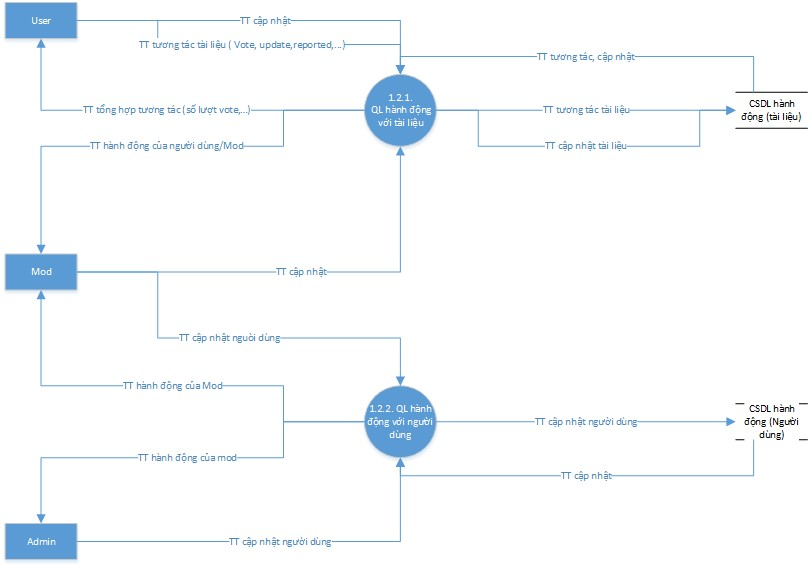 User
TT cập nhật
TT tương tác tài liệu ( Vote, update,reported,...)
TT tương tác, cập nhật
TT tổng hợp tương tác (số lượt vote,...)
1.2.1.
QL hành động
với tài liệu
TT tương tác tài liệu
CSDL hành
động (tài liệu)
TT hành động của người dùng/Mod
TT cập nhật tài liệu
Mod
TT cập nhật
TT cập nhật nguòi dùng
TT hành động của Mod
1.2.2. QL hành
động với người
dùng
TT cập nhật người dùng
CSDL hành
động (Người
dùng)
TT hành động của mod
TT cập nhật
Admin
TT cập nhật người dùng